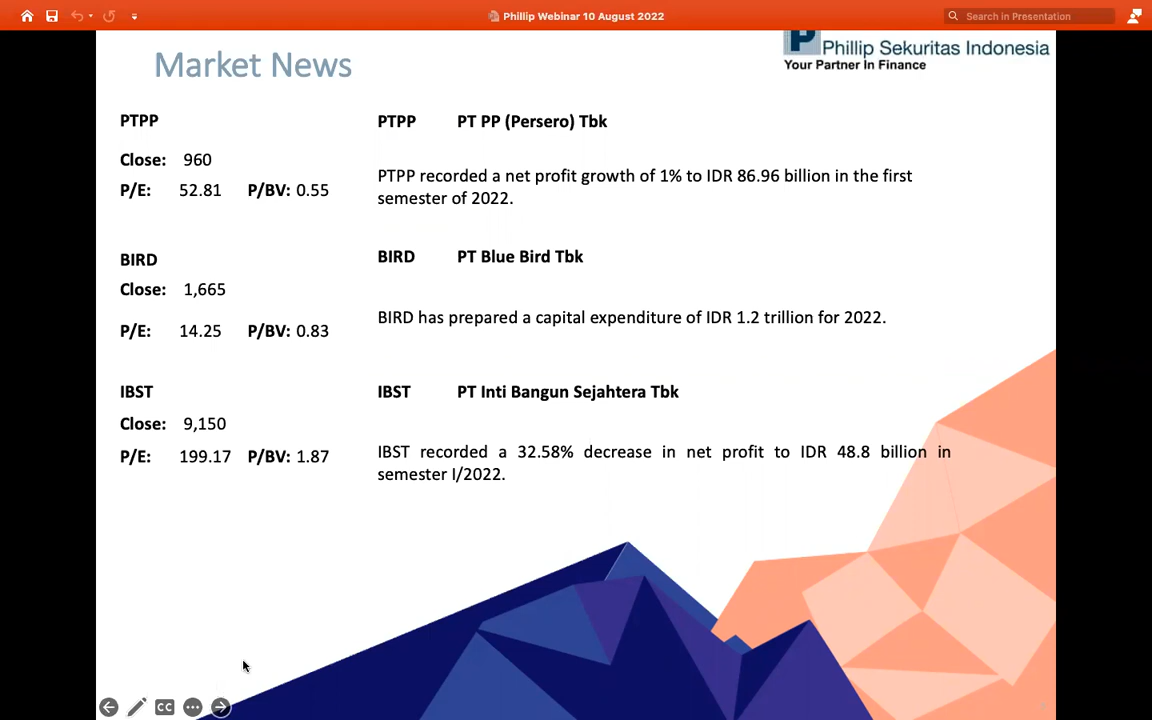 Phillip Webinar 10 August 2022
Search in Presentation
Market News
P Phillip Sekuritas Indonesia
Your Partner In Finance
PTPP
Close: 960
P/E: 52.81 P/BV: 0.55
PTPP PT PP (Persero) Tbk
PTPP recorded a net profit growth of 1% to IDR 86.96 billion in the first
semester of 2022.
BIRD
Close: 1,665
P/E: 14.25 P/BV: 0.83
BIRD PT Blue Bird Tbk
BIRD has prepared a capital expenditure of IDR 1.2 trillion for 2022.
IBST
Close: 9,150
P/E: 199.17 P/BV: 1.87
IBST PT Inti Bangun Sejahtera Tbk
IBST recorded a 32.58% decrease in net profit to IDR 48.8 billion in
semester I/2022.
CC